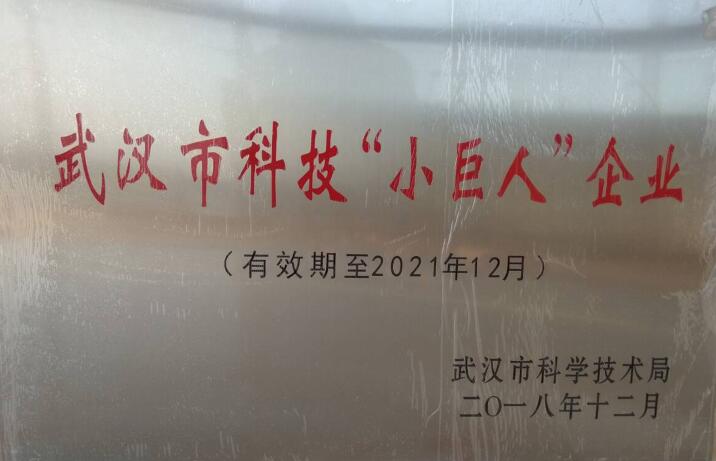 武汉市科技“小巨人”企业
（有效期至2021年12月）
武汉市科学技术局
二〇一八年十二月